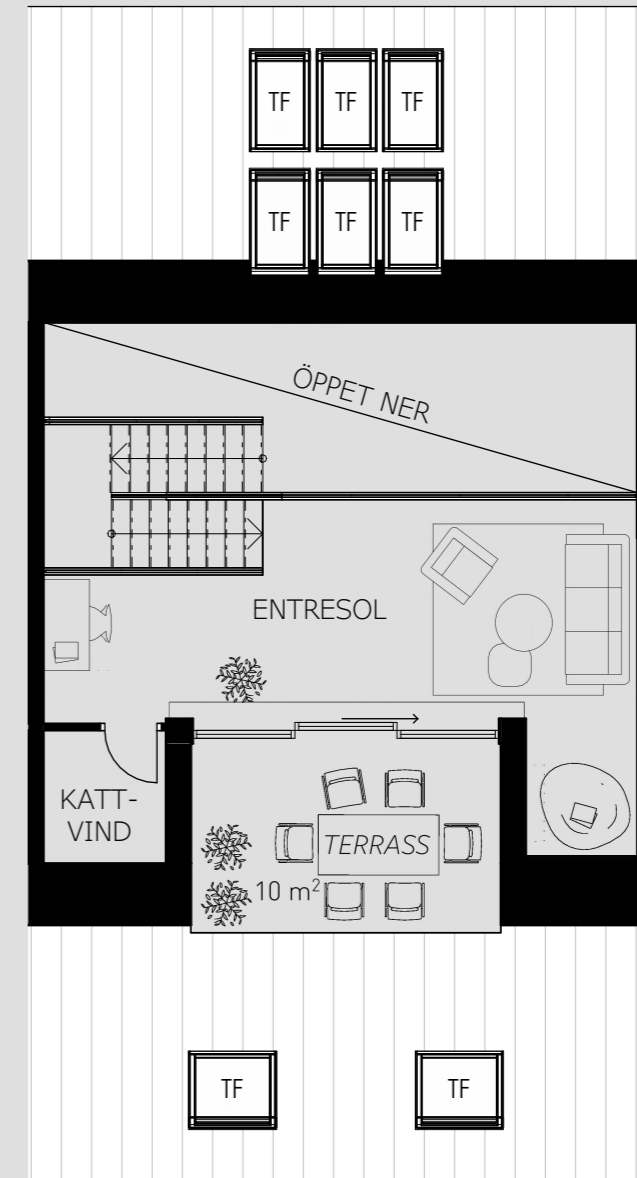 TF TF TF
TF TF TF
ÖPPET NER
ENTRESOL
KATT-
VIND
TERRASS
10 m²
TF TF